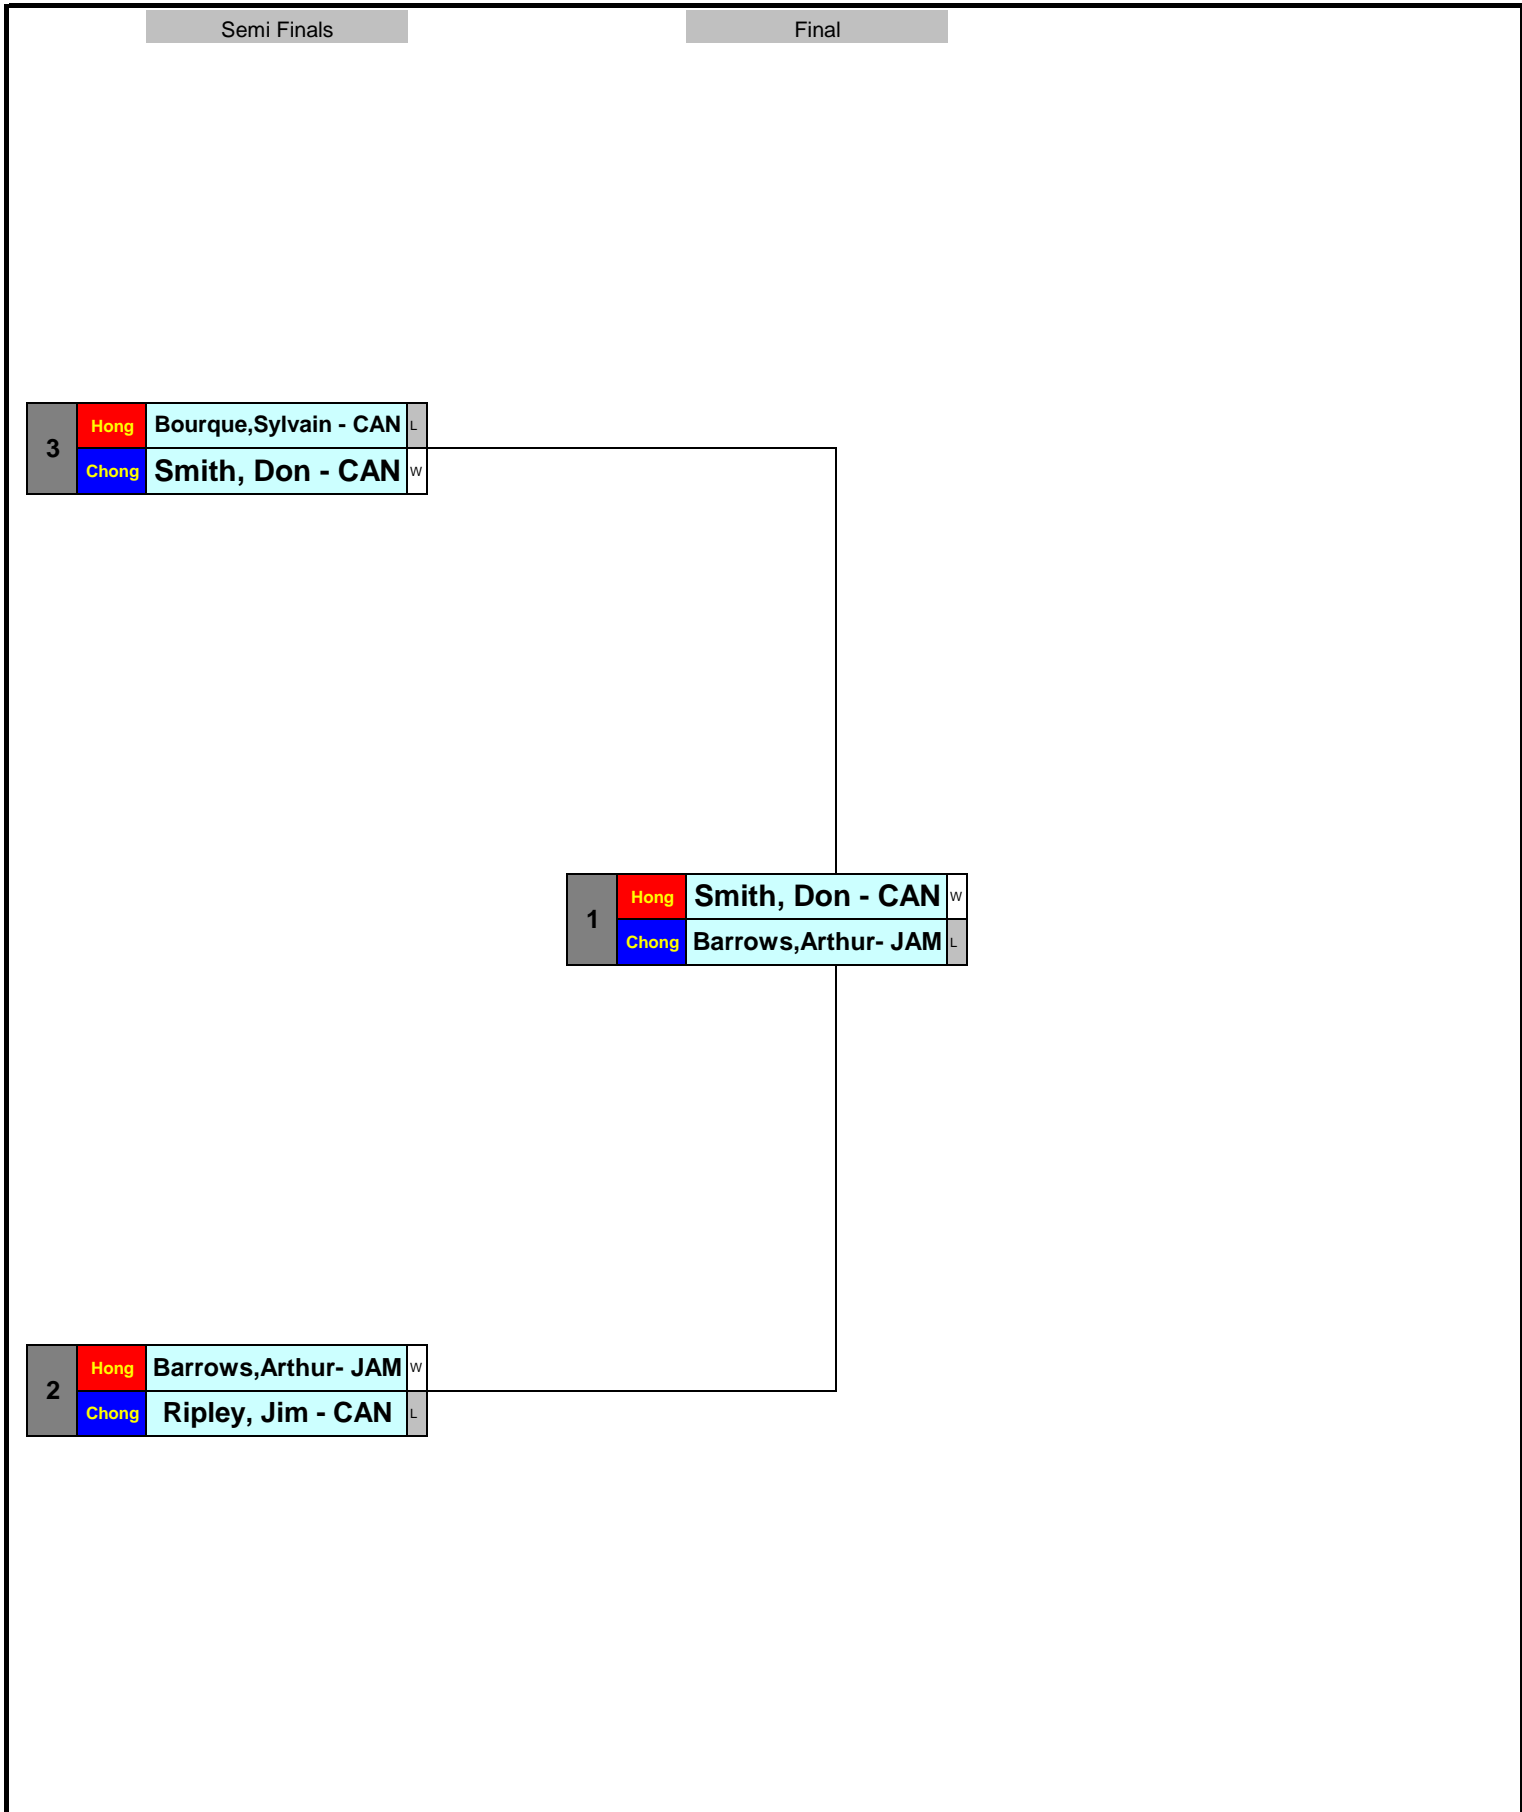 Semi Finals Final
3 Hong Bourque,Sylvain - CAN L
Chong Smith, Don - CAN W
1 Hong Smith, Don - CAN W
Chong Barrows,Arthur- JAM L
2 Hong Barrows,Arthur- JAM W
Chong Ripley, Jim - CAN L